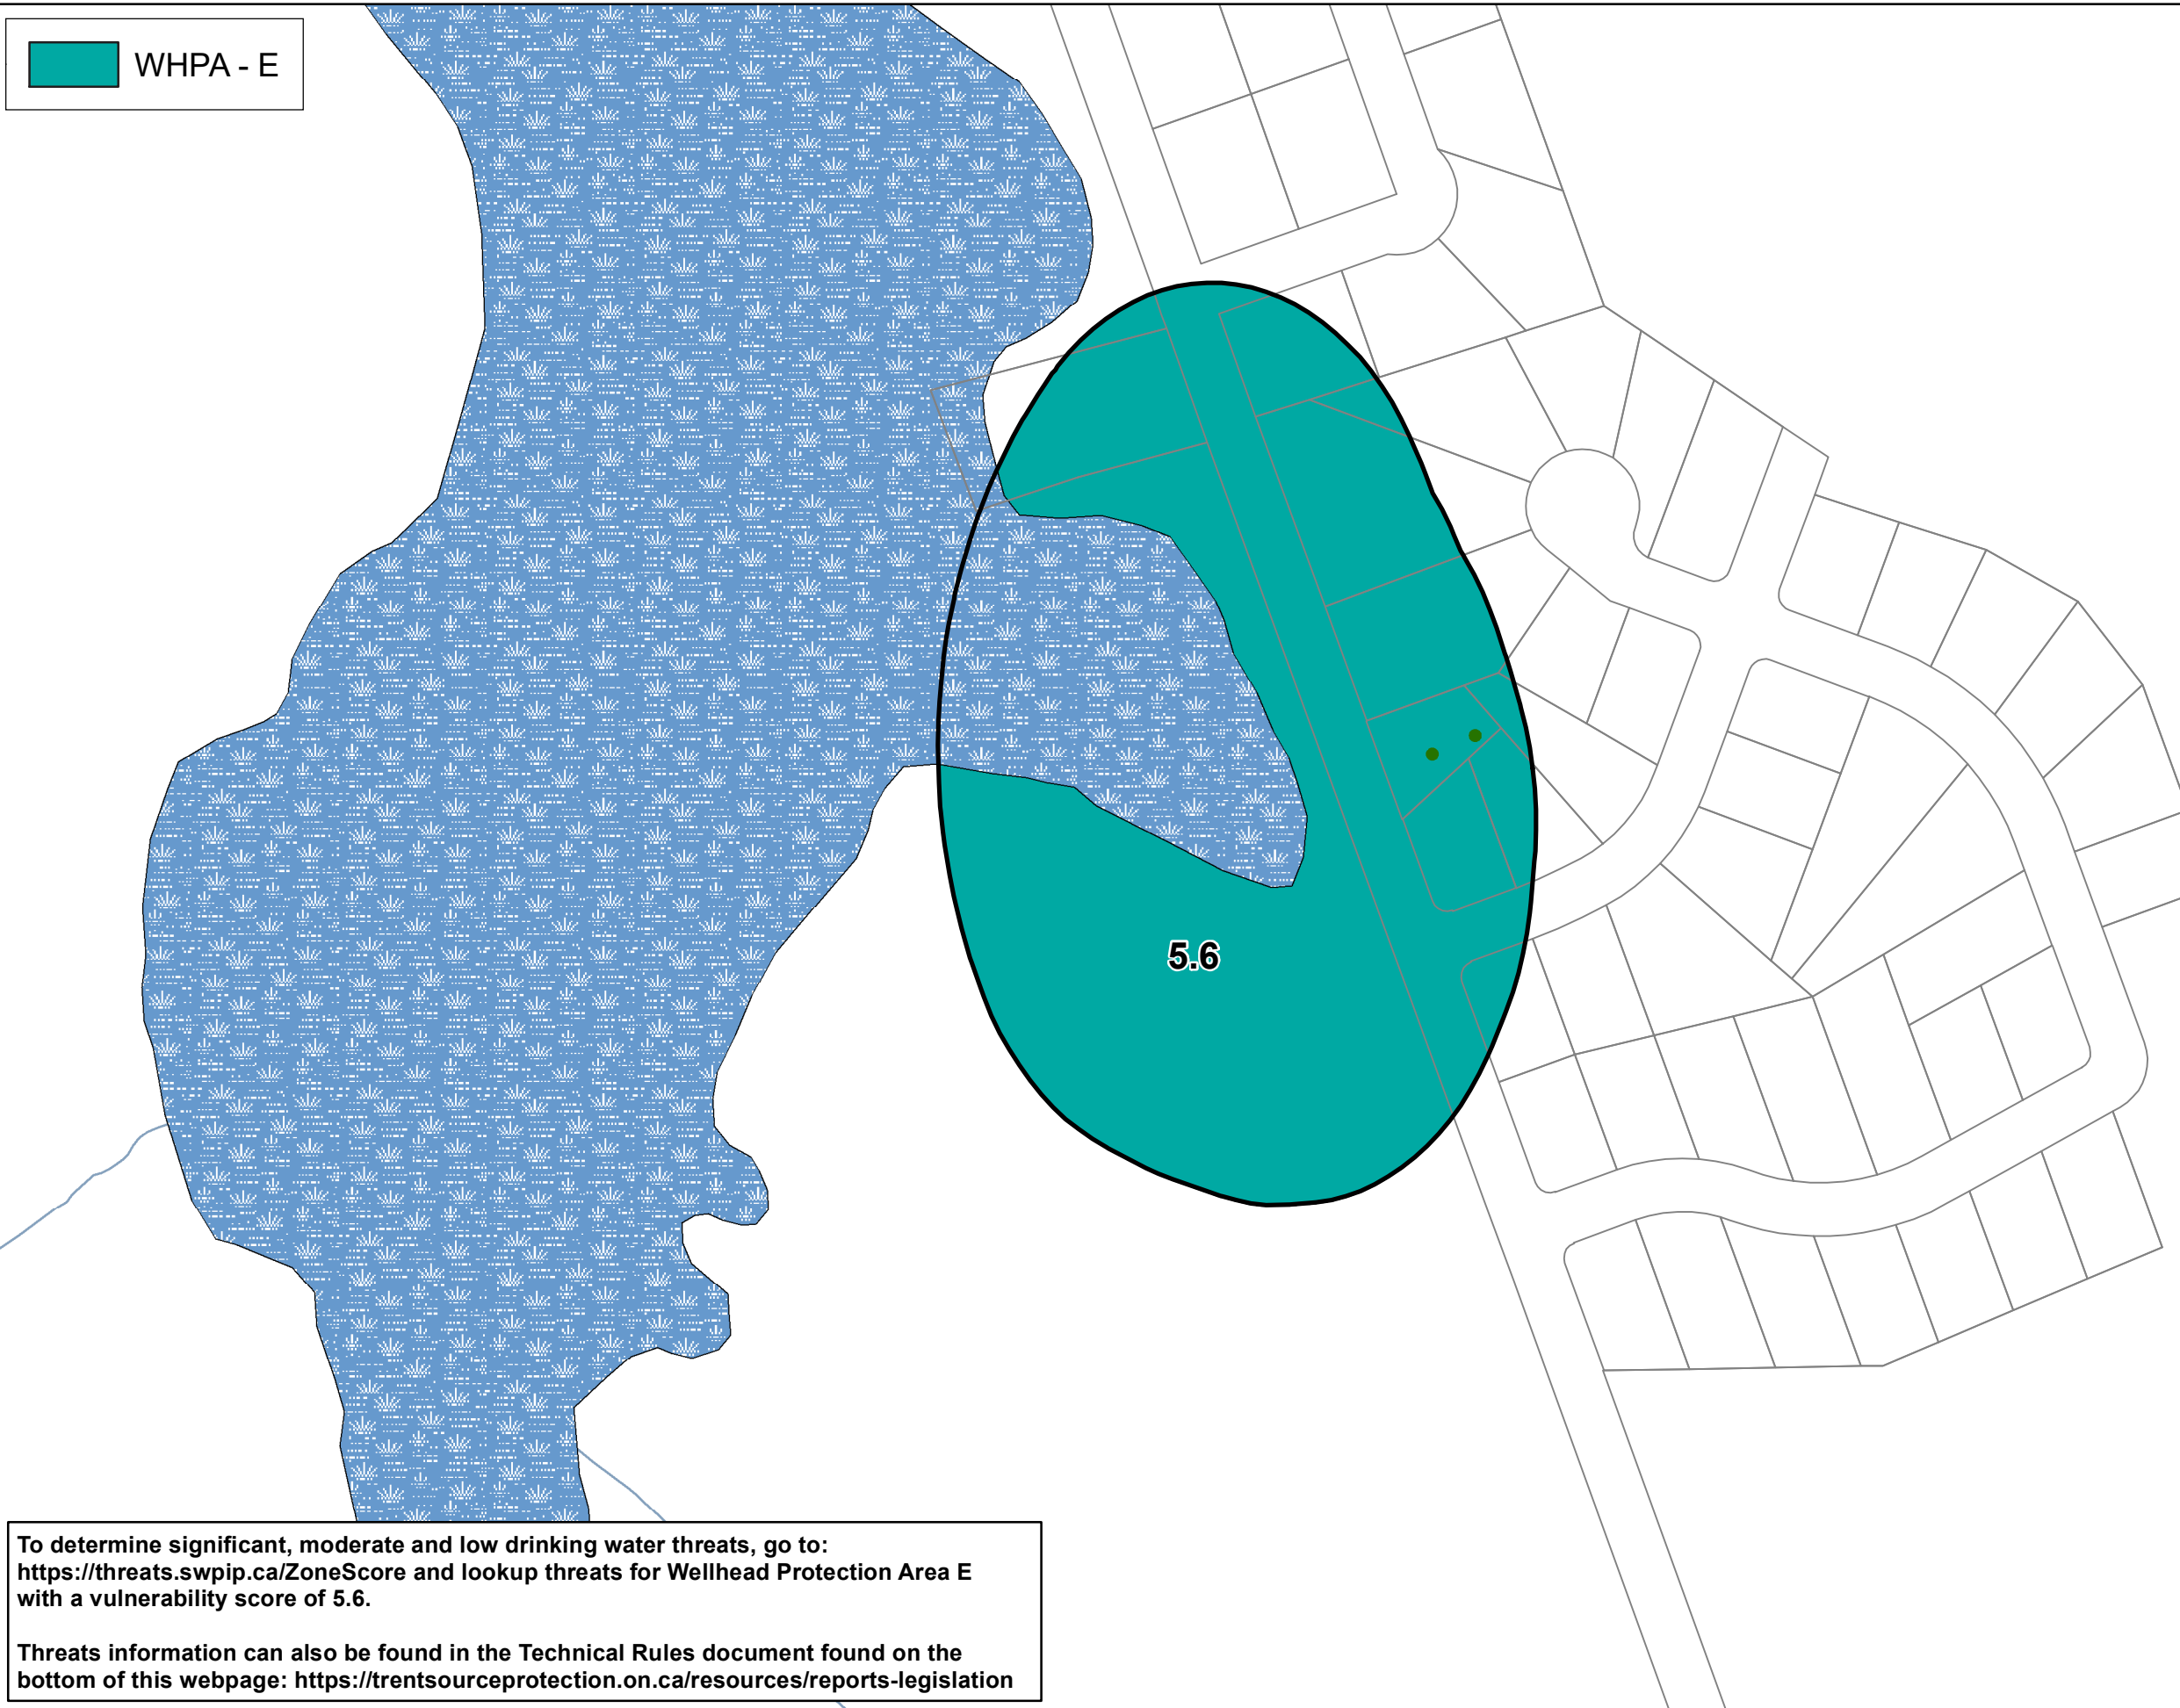 WHPA - E
5.6
To determine significant, moderate and low drinking water threats, go to:
https://threats.swpip.ca/ZoneScore and lookup threats for Wellhead Protection Area E
with a vulnerability score of 5.6.
Threats information can also be found in the Technical Rules document found on the
bottom of this webpage: https://trentsourceprotection.on.ca/resources/reports-legislation